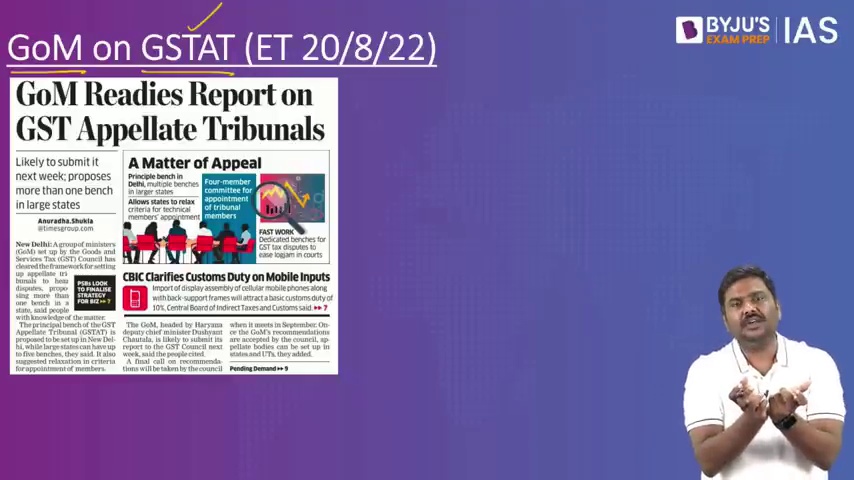 GoM on GSTAT (ET 20/8/22)
BYJU'S
EXAM PREP
IAS
GoM Readies Report on
GST Appellate Tribunals
Likely to submit it
next week; proposes
more than one bench
in large states
Anuradha.Shukla
@timesgroup.com
New Delhi: A group of ministers
(GoM) set up by the Goods and
Services Tax (GST) Council has
cleared the framework for setting
up appellate tri
bunals to hear
disputes, propo
sing more than
one bench in a
state, said people
with knowledge of the matter.
The principal bench of the GST
Appellate Tribunal (GSTAT) is
proposed to be set up in New Del-
hi, while large states can have up
to five benches, they said. It also
suggested relaxation in criteria
for appointment of members.
PSBs LOOK
TO FINALISE
STRATEGY
FOR BIZ ▸▸ 7
A Matter of Appeal
Principle bench in
Delhi, multiple benches
in larger states
Allows states to relax
criteria for technical
members' appointment
Four-member
committee for
appointment
of tribunal
members
FAST WORK
Dedicated benches for
GST tax disputes to
ease logjam in courts
CBIC Clarifies Customs Duty on Mobile Inputs
Import of display assembly of cellular mobile phones along
with back-support frames will attract a basic customs duty of
10%, Central Board of Indirect Taxes and Customs said. ▸▸ 7
The GoM, headed by Haryana
deputy chief minister Dushyant
Chautala, is likely to submit its
report to the GST Council next
week, said the people cited.
A final call on recommenda-
tions will be taken by the council
when it meets in September. On-
ce the GoM's recommendations
are accepted by the council, ap-
pellate bodies can be set up in
states and UTs, they added.
Pending Demand ▸▸ 9